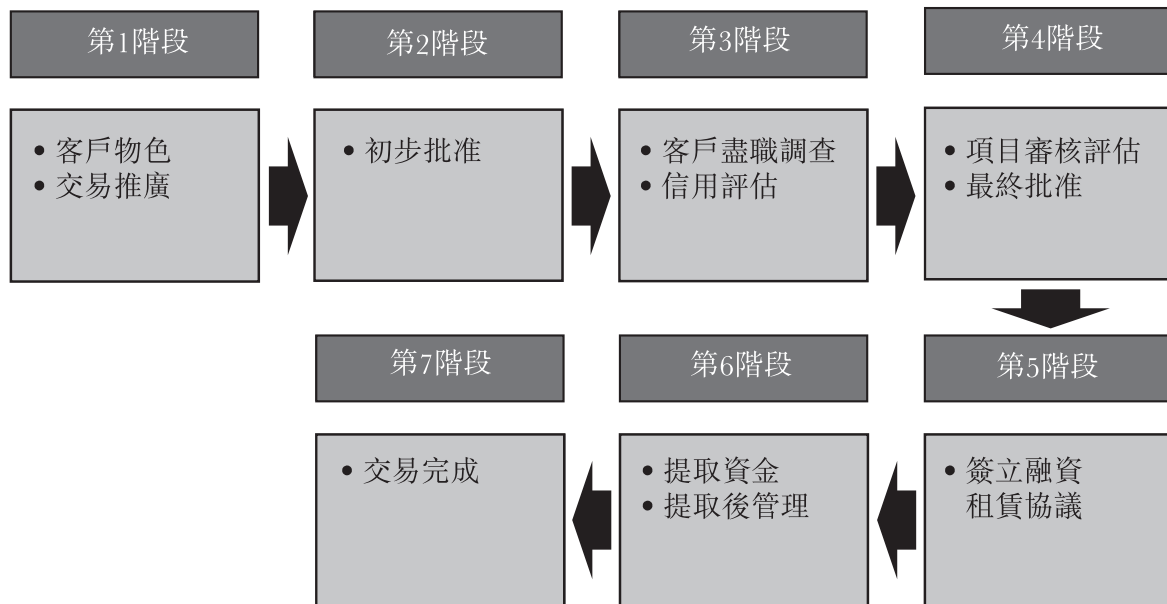 第1階段
• 客戶物色
• 交易推廣
第2階段
• 初步批准
第3階段
• 客戶盡職調查
• 信用評估
第4階段
• 項目審核評估
• 最終批准
第5階段
• 簽立融資
租賃協議
第6階段
• 提取資金
• 提取後管理
第7階段
• 交易完成